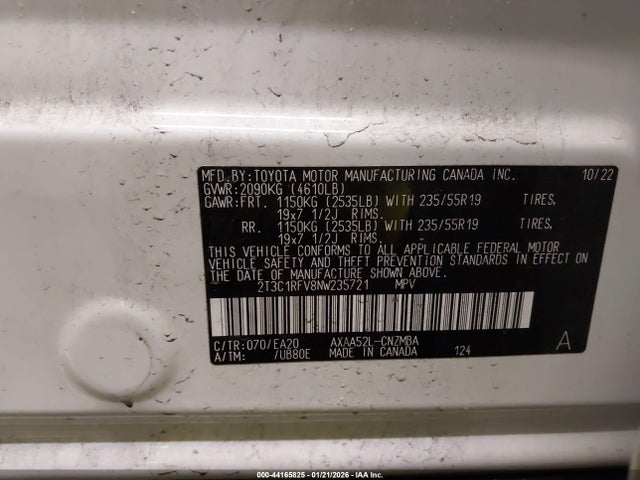 MFD.BY:TOYOTA MOTOR MANUFACTURING CANADA INC. 10/22
GVWR:2090KG (4610LB)
GAWR:FRT. 1150KG (2535LB) WITH 235/55R19 TIRES.
19x7 1/2J RIMS.
RR. 1150KG (2535LB) WITH 235/55R19 TIRES.
19x7 1/2J RIMS.
THIS VEHICLE CONFORMS TO ALL APPLICABLE FEDERAL MOTOR
VEHICLE SAFETY AND THEFT PREVENTION STANDARDS IN EFFECT ON
THE DATE OF MANUFACTURE SHOWN ABOVE.
2T3C1RFV8NW235721 MPV
C/TR:070/EA20 AXAA52L-CNZMBA A
A/TM: /UB80E MADE IN CANADA 124
000-44165825 | 01/21/2026 | IAA Inc.